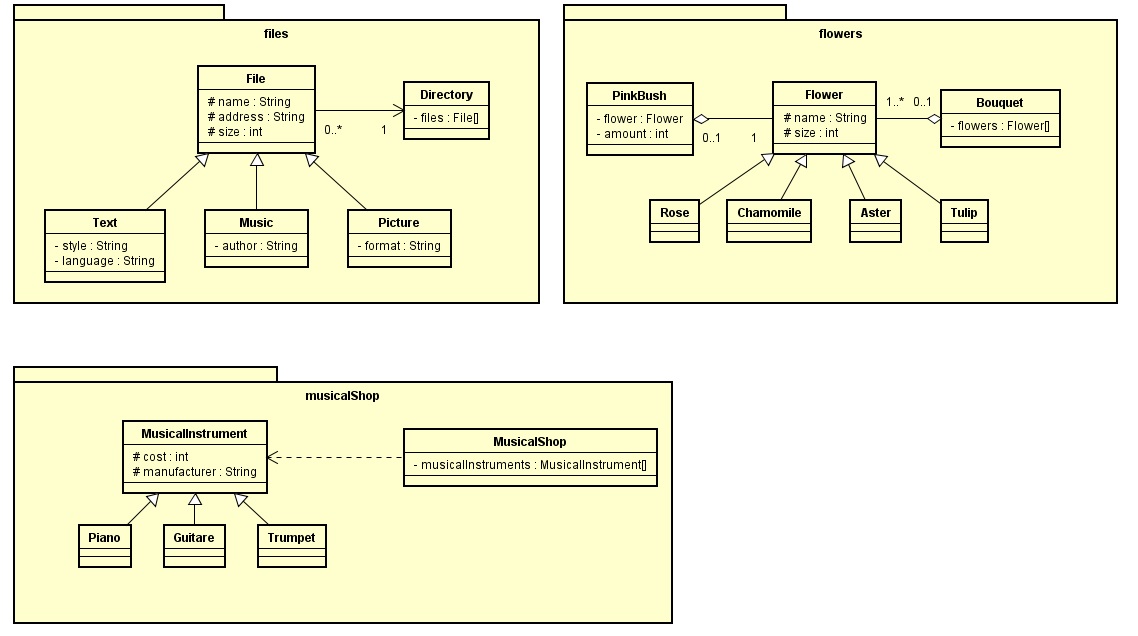 files
File
# name : String
# address : String
# size : int
0..*
1
Directory
- files : File[]
Text
- style : String
- language : String
Music
- author : String
Picture
- format : String
flowers
PinkBush
- flower : Flower
- amount : int
0..1
1
Flower
# name : String
# size : int
1..*
0..1
Bouquet
- flowers : Flower[]
Rose
Chamomile
Aster
Tulip
musicalShop
MusicalInstrument
# cost : int
# manufacturer : String
MusicalShop
- musicalInstruments : MusicalInstrument[]
Piano
Guitare
Trumpet